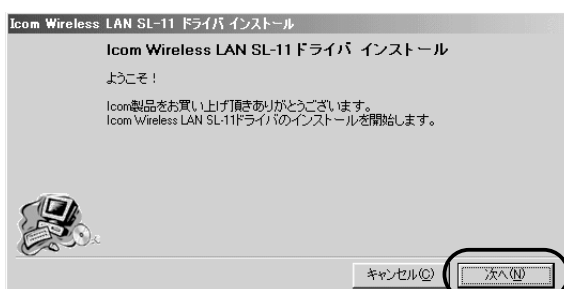 Icom Wireless LAN SL-11 ドライバ インストール
Icom Wireless LAN SL-11ドライバ インストール
ようこそ！
Icom製品をお買い上げ頂きありがとうございます。
Icom Wireless LAN SL-11ドライバのインストールを開始します。
キャンセル(C)
次へ(N)